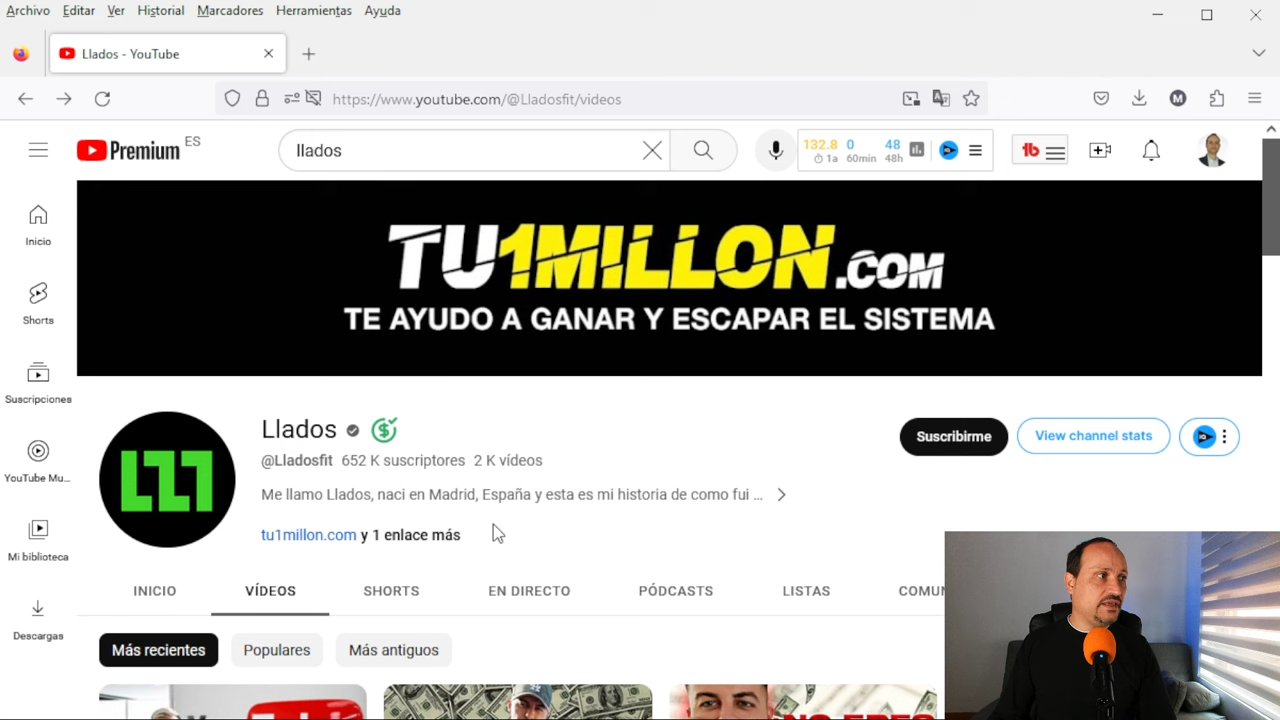 Archivo Editar Ver Historial Marcadores Herramientas Ayuda
Llados - YouTube
https://www.youtube.com/@Lladosfit/videos
Premium ES
llados
132.8 0 48
1a 60min 48h
Inicio
Shorts
Suscripciones
YouTube Mu...
Mi biblioteca
Descargas
TU1MILLON.COM
TE AYUDO A GANAR Y ESCAPAR EL SISTEMA
Llados
@Lladosfit 652 K suscriptores 2 K vídeos
Me llamo Llados, naci en Madrid, España y esta es mi historia de como fui ...
tu1millon.com y 1 enlace más
Suscribirme
View channel stats
INICIO VÍDEOS SHORTS EN DIRECTO PÓDCASTS LISTAS COMUN
Más recientes Populares Más antiguos
NO ERES